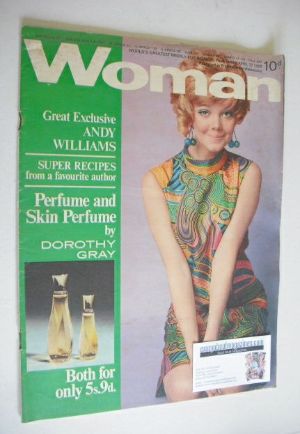 Woman
10d
Great Exclusive
ANDY
WILLIAMS
SUPER RECIPES
from a favourite author
Perfume and
Skin Perfume
by
DOROTHY
GRAY
Both for
only 5s.9d.